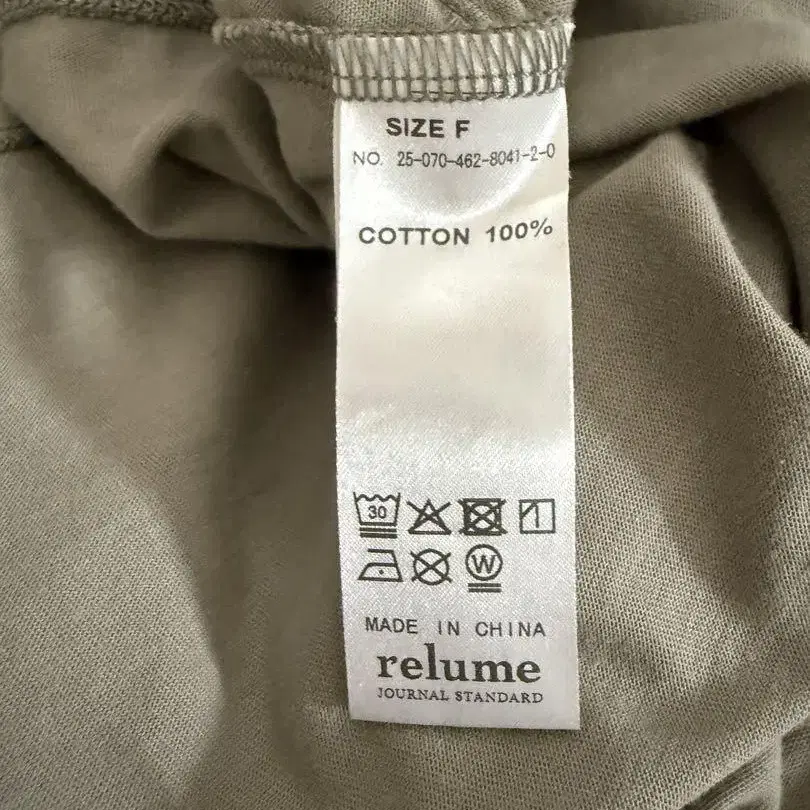 SIZE F
NO. 25-070-462-8041-2-0
COTTON 100%
30
W
MADE IN CHINA
relume
JOURNAL STANDARD